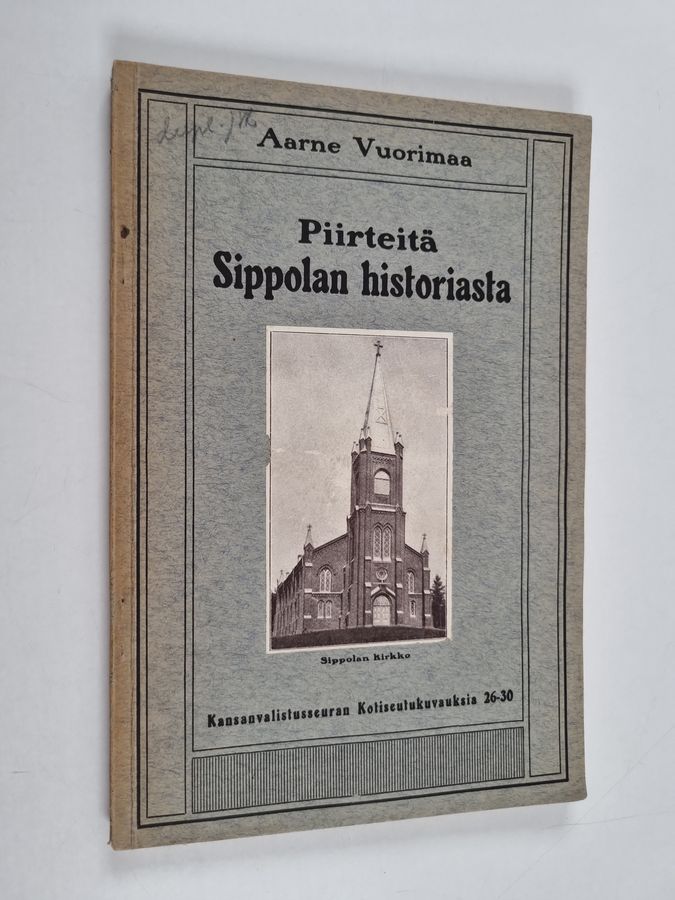 Aarne Vuorimaa
Piirteitä
Sippolan historiasta
Sippolan kirkko
Kansanvalistusseuran Kotiseutukuvauksia 26-30